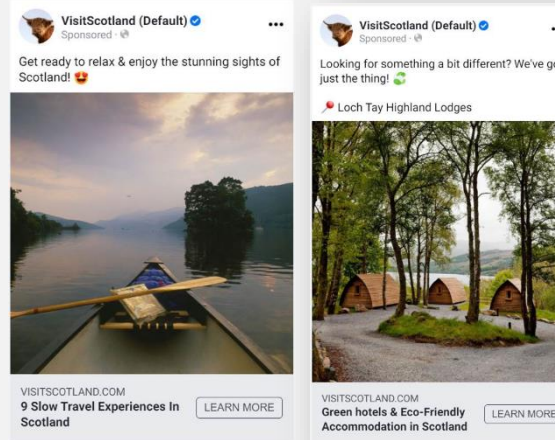 VisitScotland (Default)
Sponsored ·
Get ready to relax & enjoy the stunning sights of
Scotland! 😍
VISITSCOTLAND.COM
9 Slow Travel Experiences In
Scotland
LEARN MORE
VisitScotland (Default)
Sponsored ·
Looking for something a bit different? We've go
just the thing! ♻️
📍 Loch Tay Highland Lodges
VISITSCOTLAND.COM
Green hotels & Eco-Friendly
Accommodation in Scotland
LEARN MORE